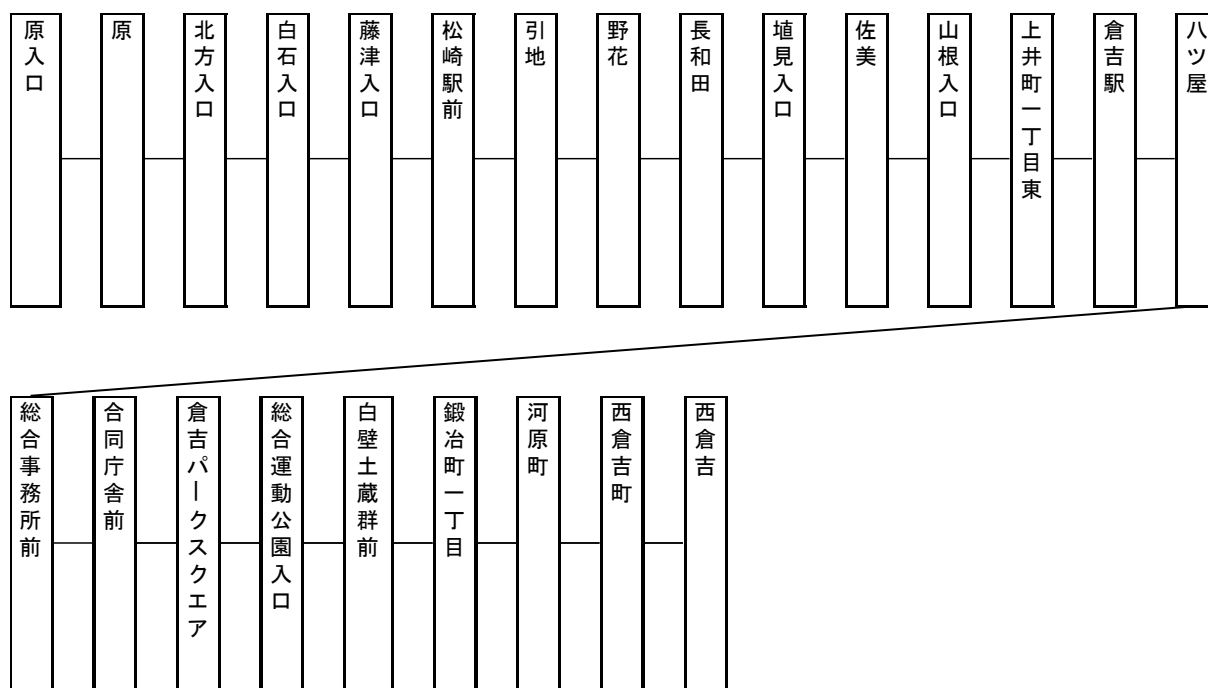 原入口
原
北方入口
白石入口
藤津入口
松崎駅前
引地
野花
長和田
埴見入口
佐美
山根入口
上井町一丁目東
倉吉駅
八ツ屋
総合事務所前
合同庁舎前
倉吉パークスクエア
総合運動公園入口
白壁土蔵群前
鍛冶町一丁目
河原町
西倉吉町
西倉吉